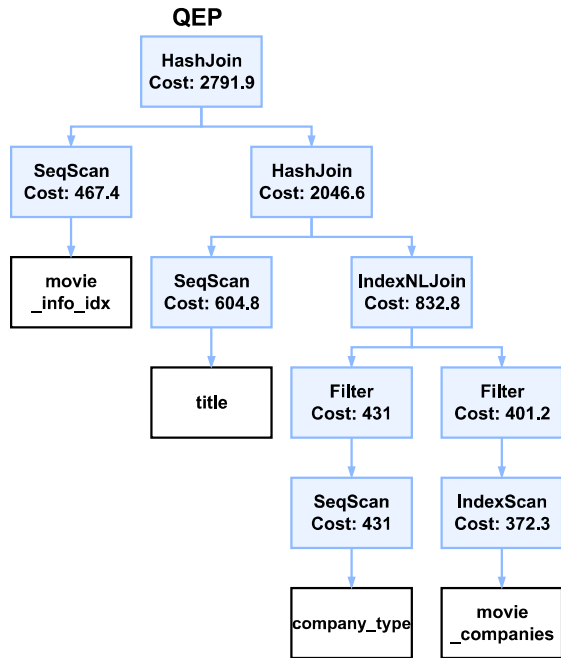 QEP
HashJoin
Cost: 2791.9
SeqScan
Cost: 467.4
HashJoin
Cost: 2046.6
movie
_info_idx
SeqScan
Cost: 604.8
IndexNLJoin
Cost: 832.8
title
Filter
Cost: 431
Filter
Cost: 401.2
SeqScan
Cost: 431
IndexScan
Cost: 372.3
company_type
movie
_companies